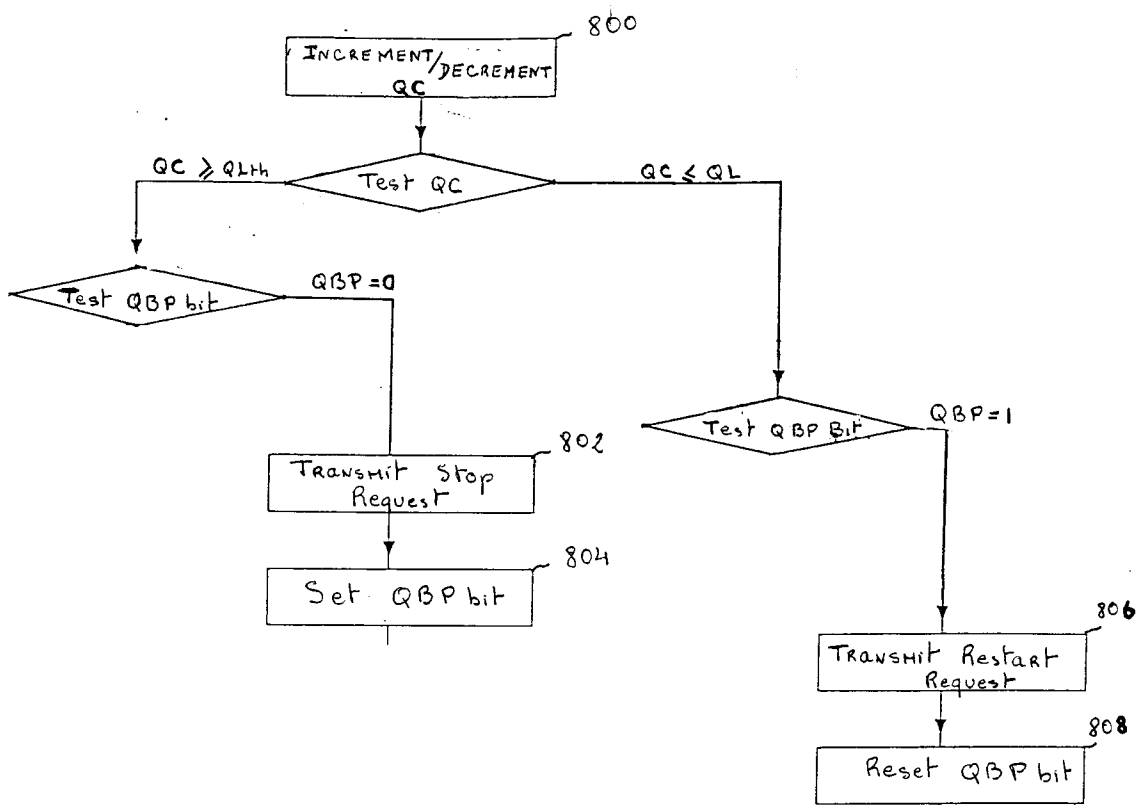 800
INCREMENT/DECREMENT
QC
QC ≥ QLth
Test QC
QC ≤ QL
Test QBP bit
QBP=0
Test QBP Bit
QBP=1
802
TRANSMIT Stop
Request
804
Set QBP bit
806
TRANSMIT Restart
Request
808
Reset QBP bit